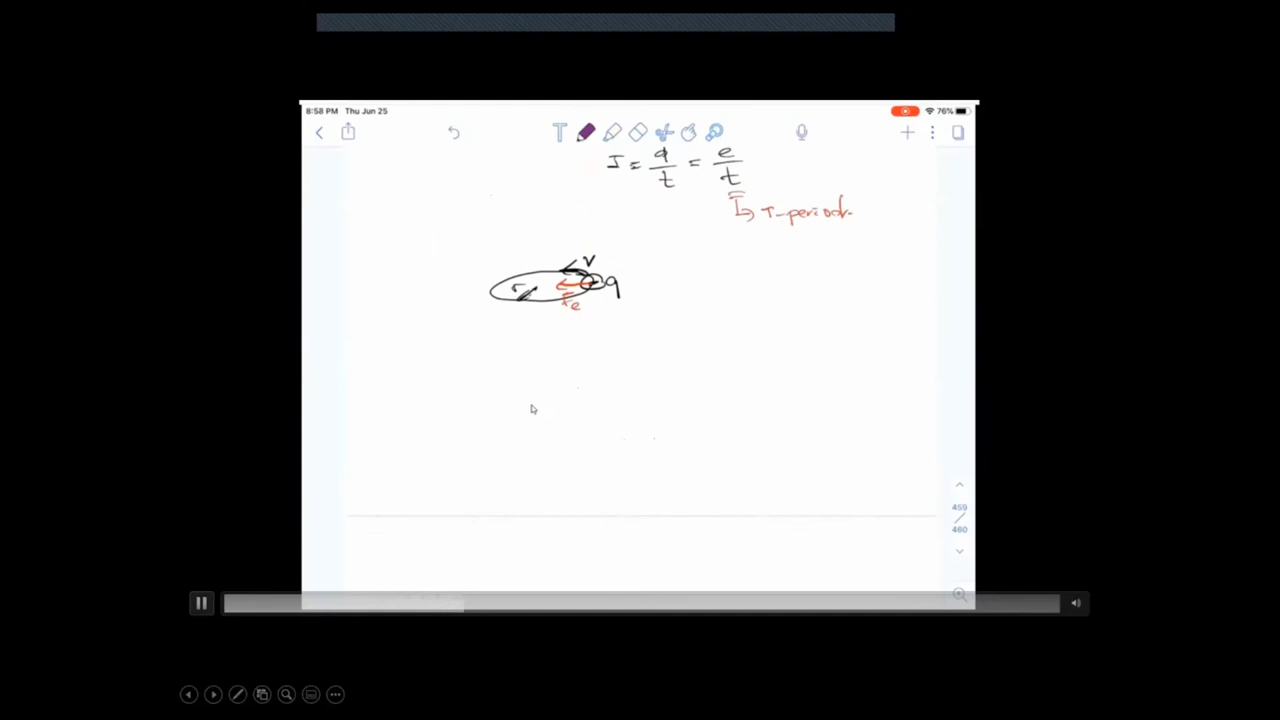 8:58 PM Thu Jun 25
76%
T
I = q/t = e/t
T-period
v
r
q
Fe
459
460